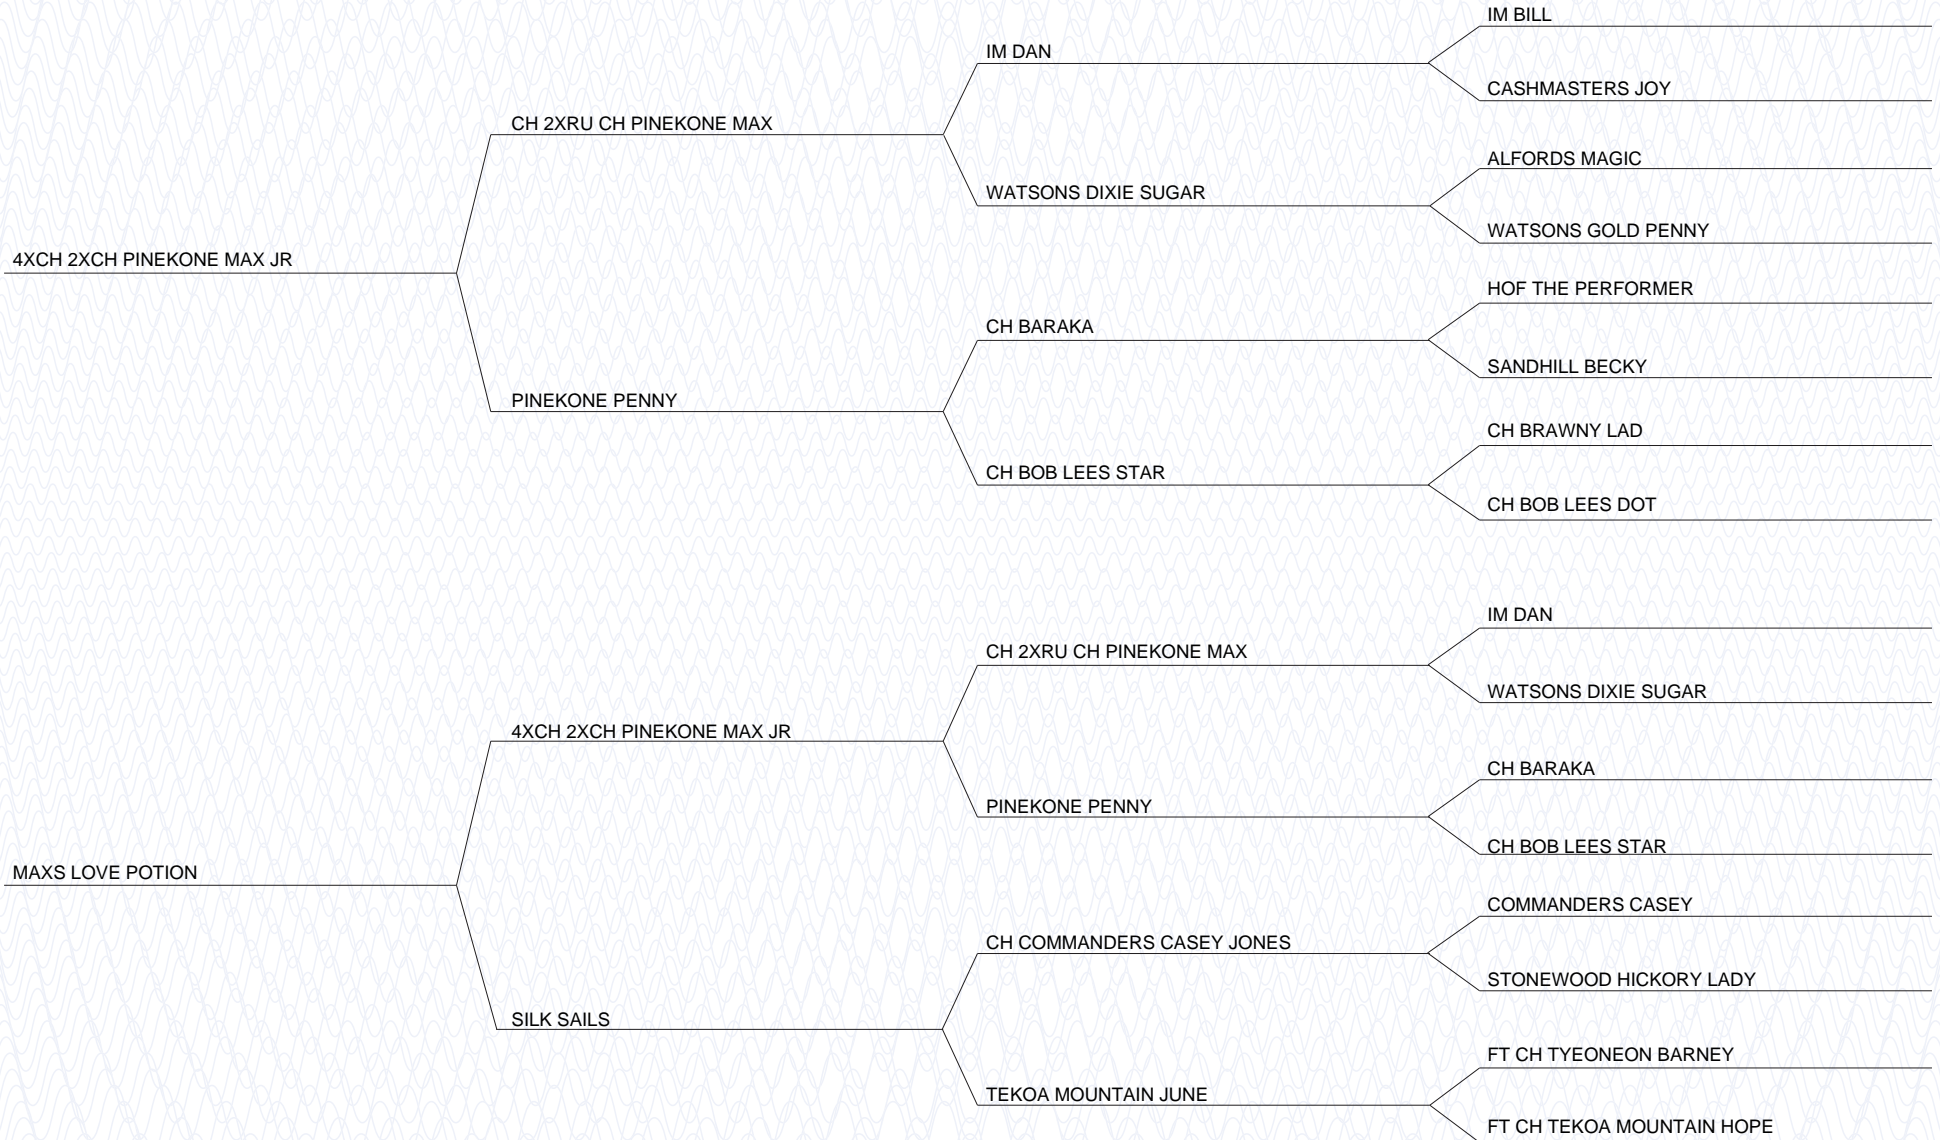 IM BILL
IM DAN
CASHMASTERS JOY
CH 2XRU CH PINEKONE MAX
ALFORDS MAGIC
WATSONS DIXIE SUGAR
WATSONS GOLD PENNY
4XCH 2XCH PINEKONE MAX JR
HOF THE PERFORMER
CH BARAKA
SANDHILL BECKY
PINEKONE PENNY
CH BRAWNY LAD
CH BOB LEES STAR
CH BOB LEES DOT
IM DAN
CH 2XRU CH PINEKONE MAX
WATSONS DIXIE SUGAR
4XCH 2XCH PINEKONE MAX JR
CH BARAKA
PINEKONE PENNY
CH BOB LEES STAR
MAXS LOVE POTION
COMMANDERS CASEY
CH COMMANDERS CASEY JONES
STONEWOOD HICKORY LADY
SILK SAILS
FT CH TYEONEON BARNEY
TEKOA MOUNTAIN JUNE
FT CH TEKOA MOUNTAIN HOPE